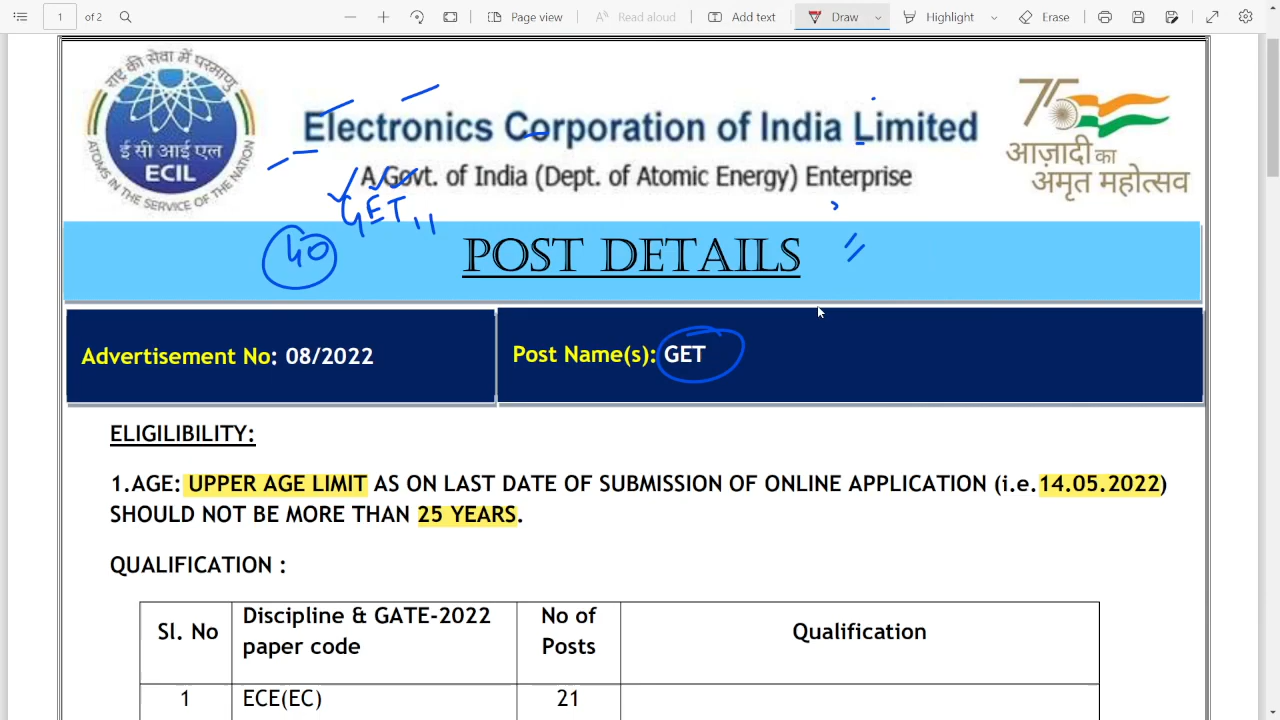 1 of 2 Page view Read aloud Add text Draw Highlight Erase
राष्ट्र की सेवा में परमाणु
ई सी आई एल
ECIL
ATOMS IN THE SERVICE OF THE NATION
Electronics Corporation of India Limited
A Govt. of India (Dept. of Atomic Energy) Enterprise
75
आज़ादी का
अमृत महोत्सव
GET
40
POST DETAILS
Advertisement No: 08/2022
Post Name(s): GET
ELIGILIBILITY:
1.AGE: UPPER AGE LIMIT AS ON LAST DATE OF SUBMISSION OF ONLINE APPLICATION (i.e.14.05.2022)
SHOULD NOT BE MORE THAN 25 YEARS.
QUALIFICATION :
Sl. No Discipline & GATE-2022 paper code No of Posts Qualification
1 ECE(EC) 21